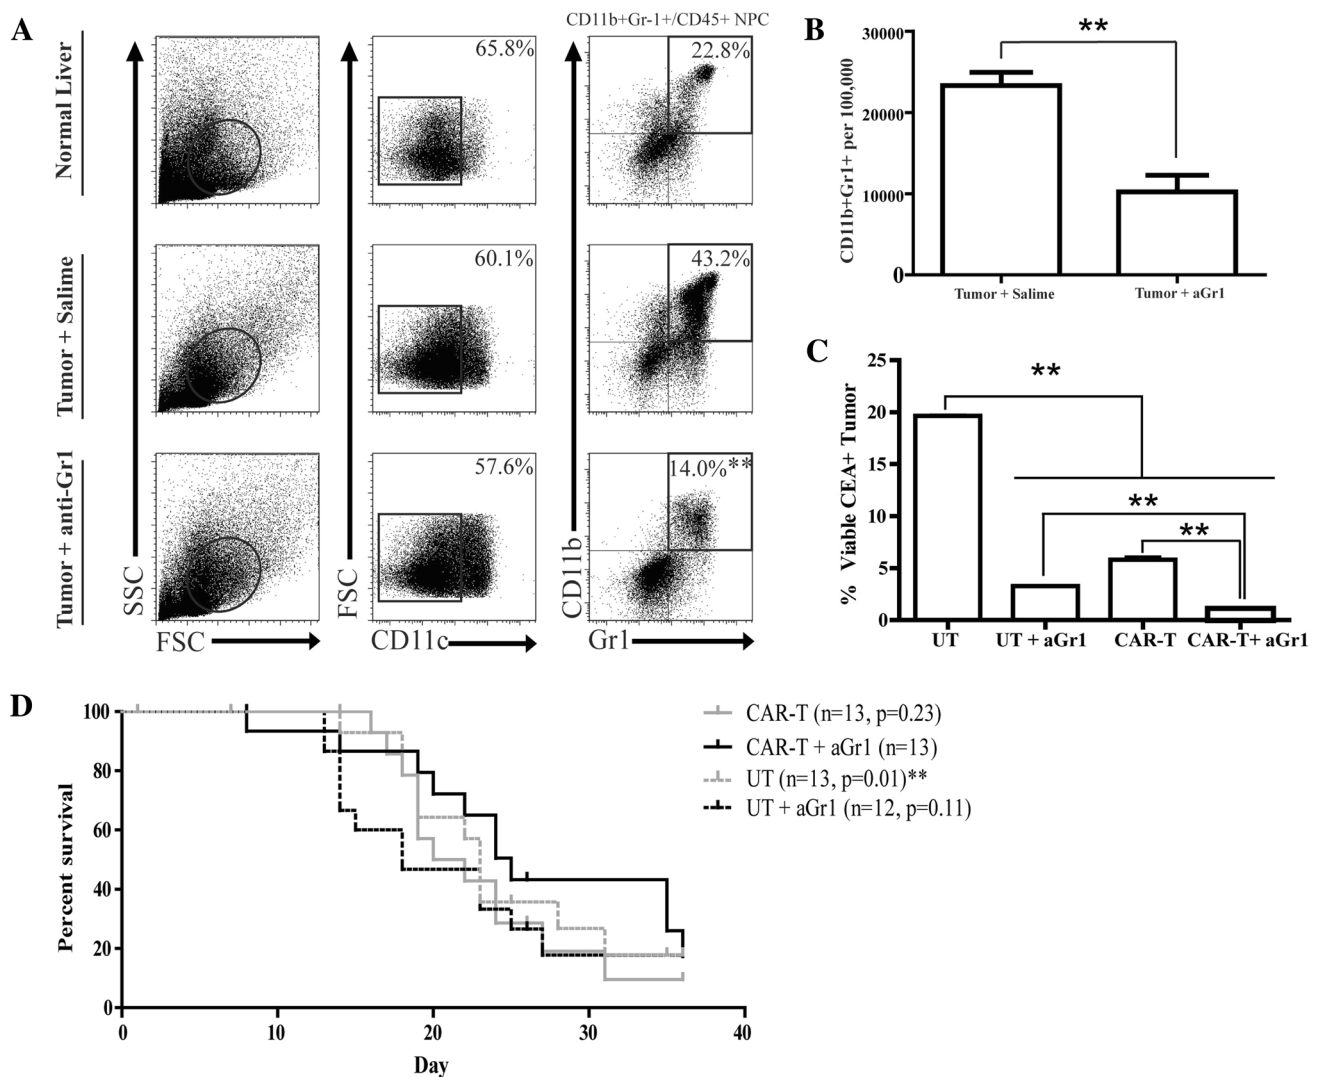 A
CD11b+Gr-1+/CD45+ NPC
Normal Liver
65.8%
22.8%
Tumor + Salime
60.1%
43.2%
Tumor + anti-Gr1
57.6%
14.0%**
SSC
FSC
CD11b
FSC
CD11c
Gr1
B
**
CD11b+Gr1+ per 100,000
30000
20000
10000
0
Tumor + Salime
Tumor + aGr1
C
% Viable CEA+ Tumor
25
20
15
10
5
0
**
**
**
UT
UT + aGr1
CAR-T
CAR-T+ aGr1
D
Percent survival
100
80
60
40
20
0
0
10
20
30
40
Day
CAR-T (n=13, p=0.23)
CAR-T + aGr1 (n=13)
UT (n=13, p=0.01)**
UT + aGr1 (n=12, p=0.11)